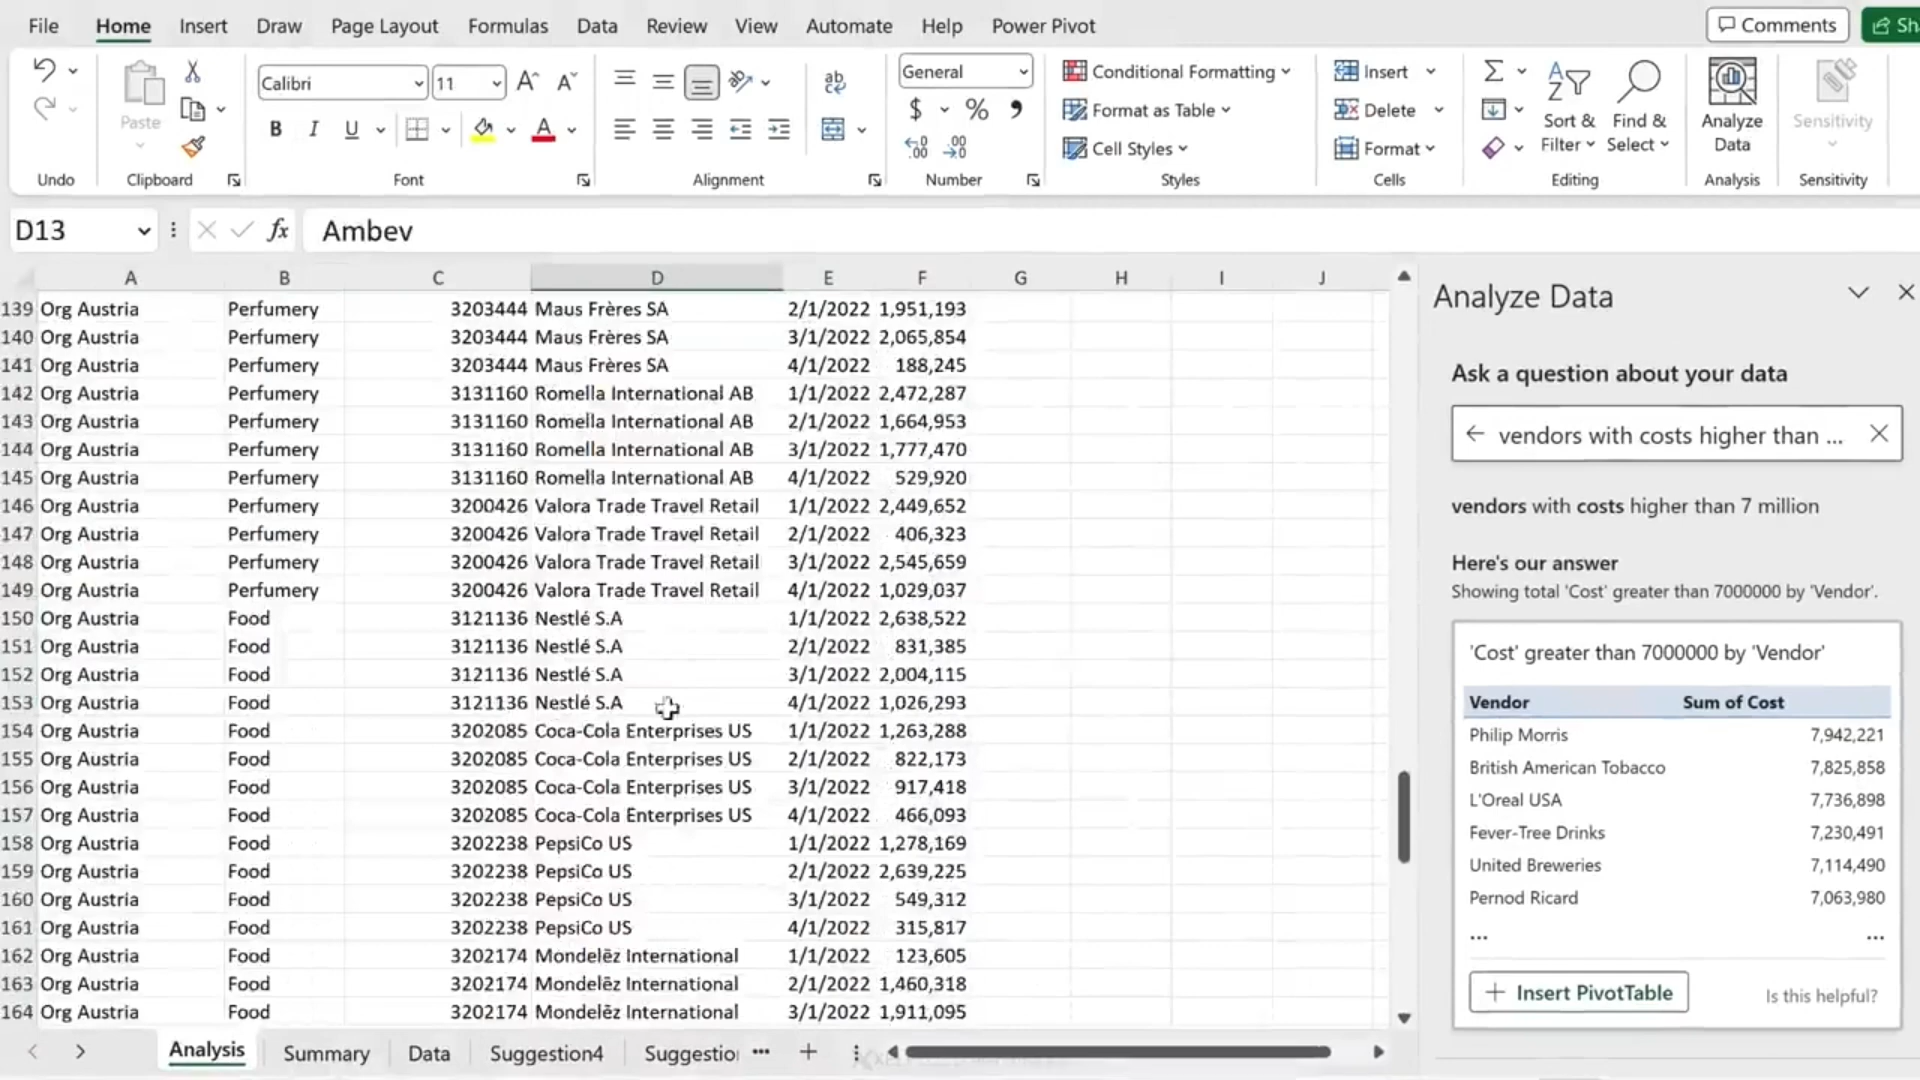 File Home Insert Draw Page Layout Formulas Data Review View Automate Help Power Pivot Comments Sha
Paste
Calibri 11
General
Conditional Formatting
Format as Table
Cell Styles
Insert
Delete
Format
Sort & Filter
Find & Select
Analyze Data
Sensitivity
Undo Clipboard Font Alignment Number Styles Cells Editing Analysis Sensitivity
D13 fx Ambev
A B C D E F G H I J
139 Org Austria Perfumery 3203444 Maus Frères SA 2/1/2022 1,951,193
140 Org Austria Perfumery 3203444 Maus Frères SA 3/1/2022 2,065,854
141 Org Austria Perfumery 3203444 Maus Frères SA 4/1/2022 188,245
142 Org Austria Perfumery 3131160 Romella International AB 1/1/2022 2,472,287
143 Org Austria Perfumery 3131160 Romella International AB 2/1/2022 1,664,953
144 Org Austria Perfumery 3131160 Romella International AB 3/1/2022 1,777,470
145 Org Austria Perfumery 3131160 Romella International AB 4/1/2022 529,920
146 Org Austria Perfumery 3200426 Valora Trade Travel Retail 1/1/2022 2,449,652
147 Org Austria Perfumery 3200426 Valora Trade Travel Retail 2/1/2022 406,323
148 Org Austria Perfumery 3200426 Valora Trade Travel Retail 3/1/2022 2,545,659
149 Org Austria Perfumery 3200426 Valora Trade Travel Retail 4/1/2022 1,029,037
150 Org Austria Food 3121136 Nestlé S.A 1/1/2022 2,638,522
151 Org Austria Food 3121136 Nestlé S.A 2/1/2022 831,385
152 Org Austria Food 3121136 Nestlé S.A 3/1/2022 2,004,115
153 Org Austria Food 3121136 Nestlé S.A 4/1/2022 1,026,293
154 Org Austria Food 3202085 Coca-Cola Enterprises US 1/1/2022 1,263,288
155 Org Austria Food 3202085 Coca-Cola Enterprises US 2/1/2022 822,173
156 Org Austria Food 3202085 Coca-Cola Enterprises US 3/1/2022 917,418
157 Org Austria Food 3202085 Coca-Cola Enterprises US 4/1/2022 466,093
158 Org Austria Food 3202238 PepsiCo US 1/1/2022 1,278,169
159 Org Austria Food 3202238 PepsiCo US 2/1/2022 2,639,225
160 Org Austria Food 3202238 PepsiCo US 3/1/2022 549,312
161 Org Austria Food 3202238 PepsiCo US 4/1/2022 315,817
162 Org Austria Food 3202174 Mondelēz International 1/1/2022 123,605
163 Org Austria Food 3202174 Mondelēz International 2/1/2022 1,460,318
164 Org Austria Food 3202174 Mondelēz International 3/1/2022 1,911,095
Analysis Summary Data Suggestion4 Suggestio ...
Analyze Data
Ask a question about your data
vendors with costs higher than ...
vendors with costs higher than 7 million
Here's our answer
Showing total 'Cost' greater than 7000000 by 'Vendor'.
'Cost' greater than 7000000 by 'Vendor'
Vendor Sum of Cost
Philip Morris 7,942,221
British American Tobacco 7,825,858
L'Oreal USA 7,736,898
Fever-Tree Drinks 7,230,491
United Breweries 7,114,490
Pernod Ricard 7,063,980
... ...
+ Insert PivotTable Is this helpful?